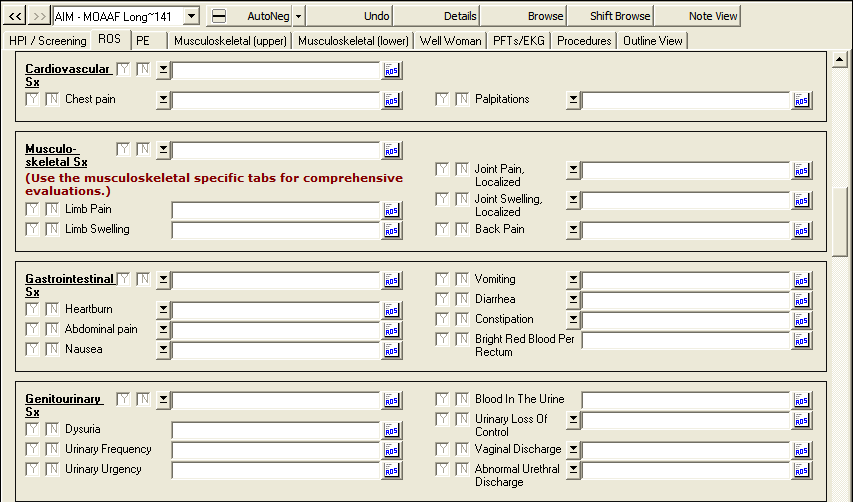 << >> AIM - MOAAF Long~141 AutoNeg Undo Details Browse Shift Browse Note View
HPI / Screening ROS PE Musculoskeletal (upper) Musculoskeletal (lower) Well Woman PFTs/EKG Procedures Outline View
Cardiovascular Y N ROS
Sx
Y N Chest pain ROS Y N Palpitations ROS
Musculo- Y N ROS
skeletal Sx
(Use the musculoskeletal specific tabs for comprehensive
evaluations.)
Y N Limb Pain ROS
Y N Limb Swelling ROS
Y N Joint Pain, ROS
Localized
Y N Joint Swelling, ROS
Localized
Y N Back Pain ROS
Gastrointestinal Y N ROS
Sx
Y N Heartburn ROS
Y N Abdominal pain ROS
Y N Nausea ROS
Y N Vomiting ROS
Y N Diarrhea ROS
Y N Constipation ROS
Y N Bright Red Blood Per ROS
Rectum
Genitourinary Y N ROS
Sx
Y N Dysuria ROS
Y N Urinary Frequency ROS
Y N Urinary Urgency ROS
Y N Blood In The Urine ROS
Y N Urinary Loss Of ROS
Control
Y N Vaginal Discharge ROS
Y N Abnormal Urethral ROS
Discharge